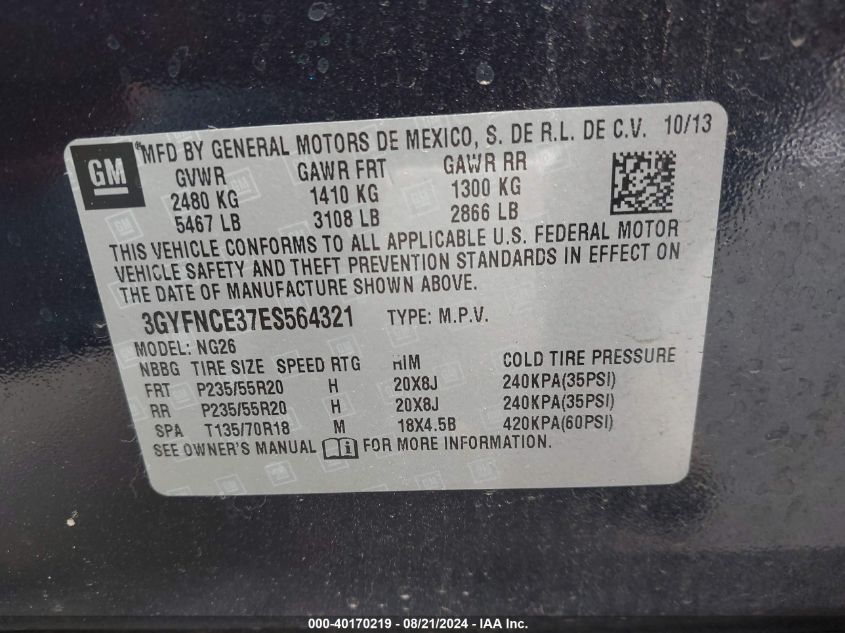 GM
*MFD BY GENERAL MOTORS DE MEXICO, S. DE R.L. DE C.V. 10/13
GVWR GAWR FRT GAWR RR
2480 KG 1410 KG 1300 KG
5467 LB 3108 LB 2866 LB
THIS VEHICLE CONFORMS TO ALL APPLICABLE U.S. FEDERAL MOTOR
VEHICLE SAFETY AND THEFT PREVENTION STANDARDS IN EFFECT ON
THE DATE OF MANUFACTURE SHOWN ABOVE.
3GYFNCE37ES564321 TYPE: M.P.V.
MODEL: NG26
NBBG TIRE SIZE SPEED RTG RIM COLD TIRE PRESSURE
FRT P235/55R20 H 20X8J 240KPA(35PSI)
RR P235/55R20 H 20X8J 240KPA(35PSI)
SPA T135/70R18 M 18X4.5B 420KPA(60PSI)
SEE OWNER'S MANUAL FOR MORE INFORMATION.
000-40170219 - 08/21/2024 - IAA Inc.